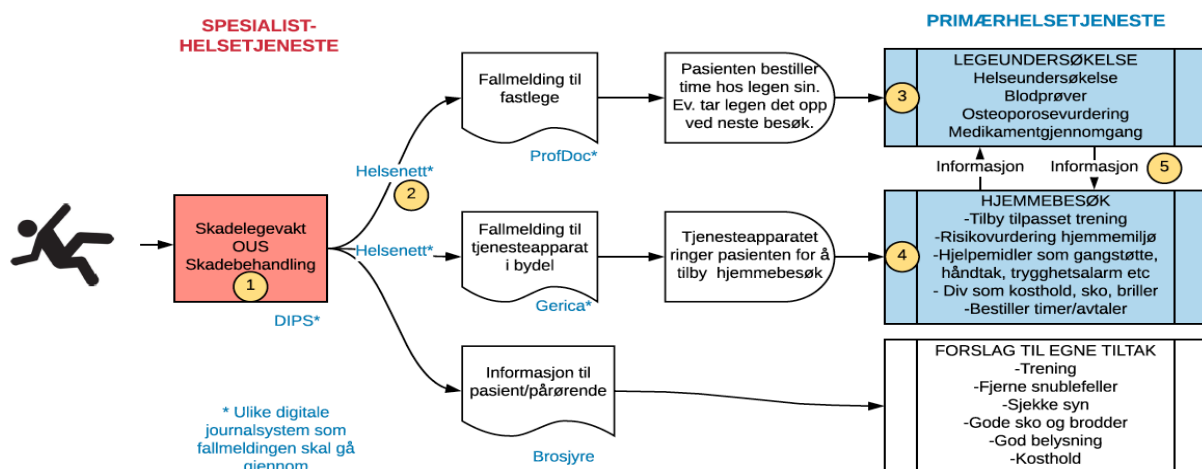 SPESIALIST-
HELSETJENESTE
PRIMÆRHELSETJENESTE
Fallmelding til
fastlege
ProfDoc*
Pasienten bestiller
time hos legen sin.
Ev. tar legen det opp
ved neste besøk.
3
LEGEUNDERSØKELSE
Helseundersøkelse
Blodprøver
Osteoporosevurdering
Medikamentgjennomgang
Helsenett*
2
Informasjon
Informasjon
5
Skadelegevakt
OUS
Skadebehandling
1
DIPS*
Helsenett*
Fallmelding til
tjenesteapparat
i bydel
Gerica*
Tjenesteapparatet
ringer pasienten for å
tilby hjemmebesøk
4
HJEMMEBESØK
-Tilby tilpasset trening
-Risikovurdering hjemmemiljø
-Hjelpemidler som gangstøtte,
håndtak, trygghetsalarm etc
- Div som kosthold, sko, briller
-Bestiller timer/avtaler
Informasjon til
pasient/pårørende
Brosjyre
FORSLAG TIL EGNE TILTAK
-Trening
-Fjerne snublefeller
-Sjekke syn
-Gode sko og brodder
-God belysning
-Kosthold
* Ulike digitale
journalsystem som
fallmeldingen skal gå
gjennom